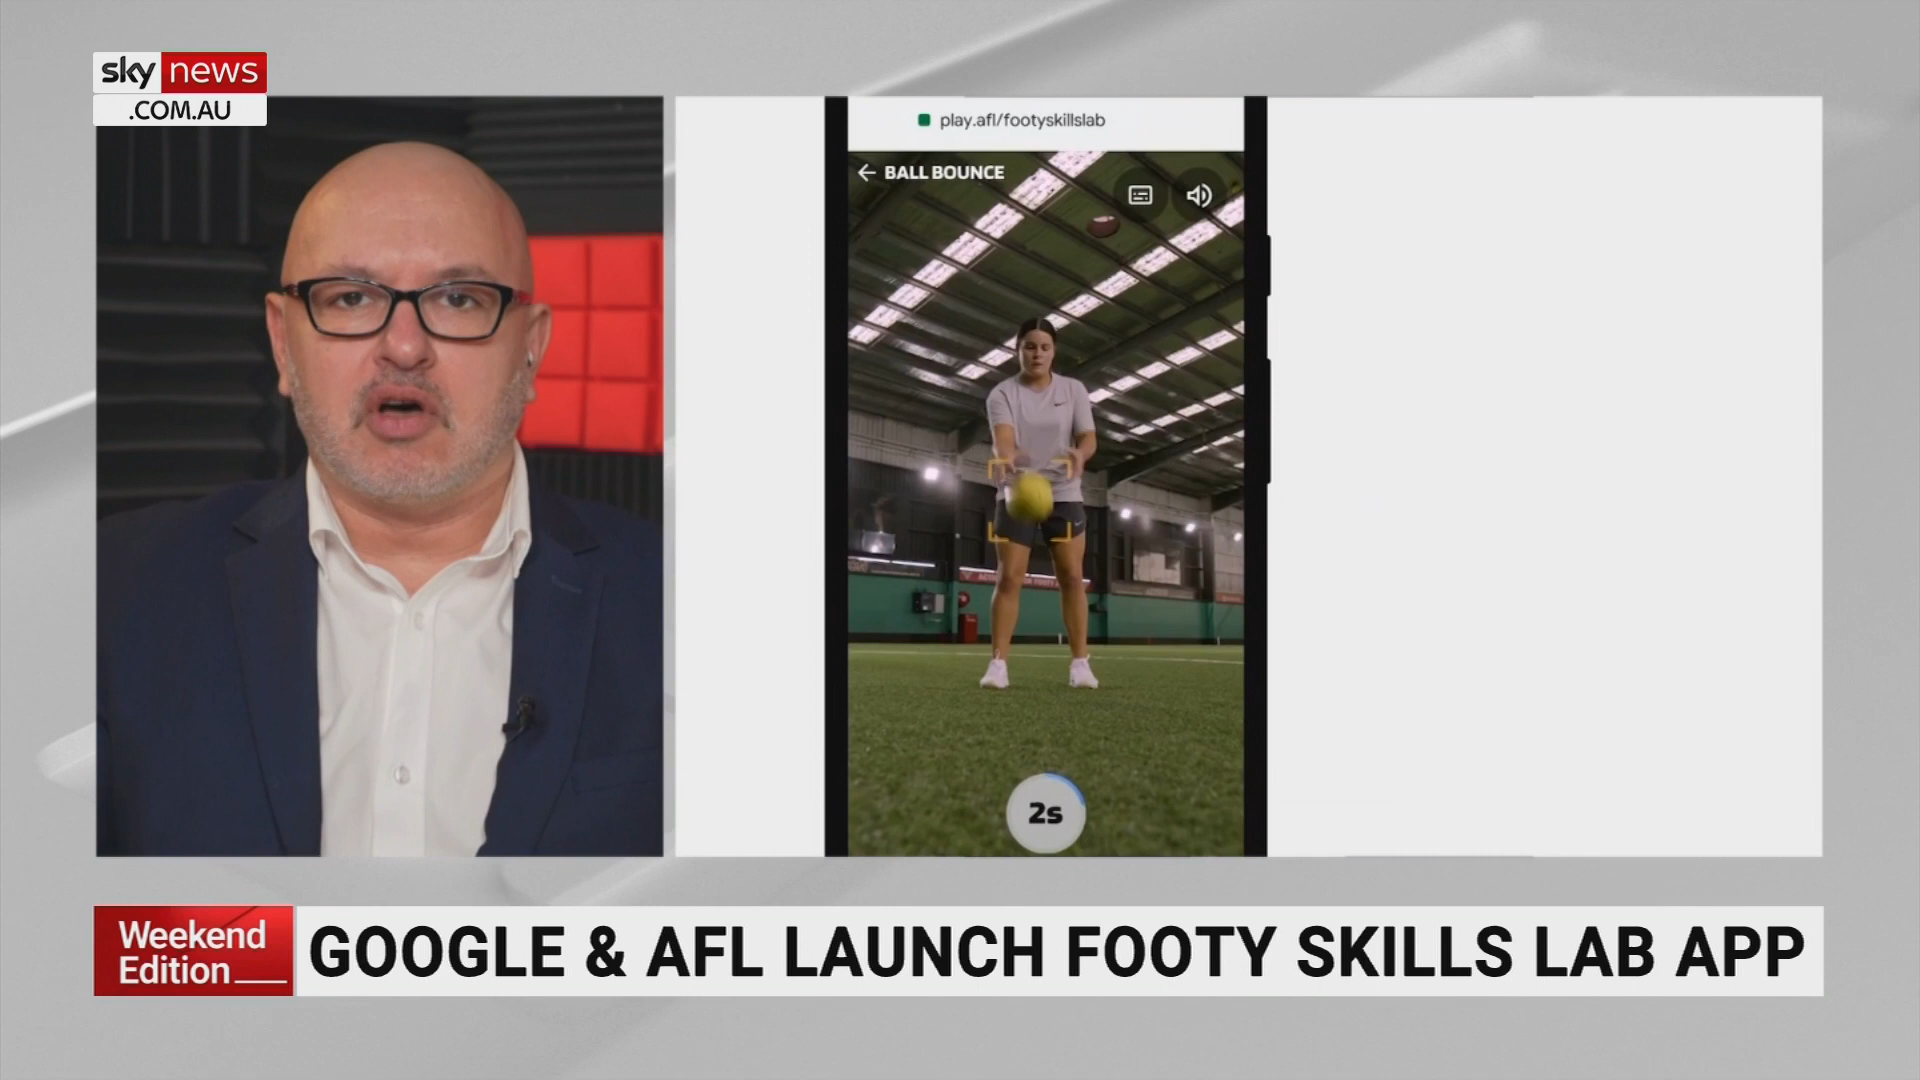 sky news
.COM.AU
play.afl/footyskillslab
BALL BOUNCE
2s
Weekend
Edition
GOOGLE & AFL LAUNCH FOOTY SKILLS LAB APP